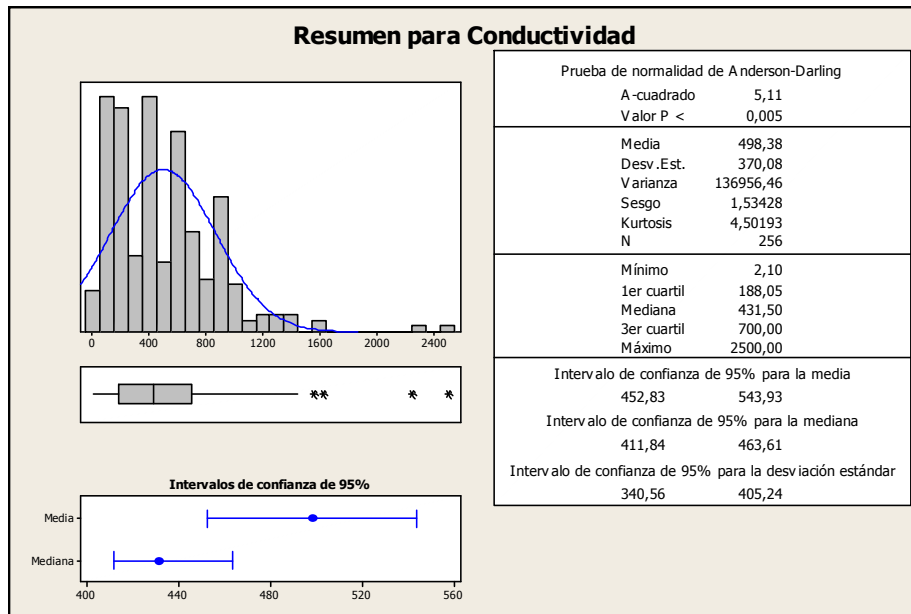 Resumen para Conductividad
0 400 800 1200 1600 2000 2400
Intervalos de confianza de 95%
Media
Mediana
400 440 480 520 560
Prueba de normalidad de Anderson-Darling
A-cuadrado 5,11
Valor P < 0,005
Media 498,38
Desv.Est. 370,08
Varianza 136956,46
Sesgo 1,53428
Kurtosis 4,50193
N 256
Mínimo 2,10
1er cuartil 188,05
Mediana 431,50
3er cuartil 700,00
Máximo 2500,00
Intervalo de confianza de 95% para la media
452,83 543,93
Intervalo de confianza de 95% para la mediana
411,84 463,61
Intervalo de confianza de 95% para la desviación estándar
340,56 405,24